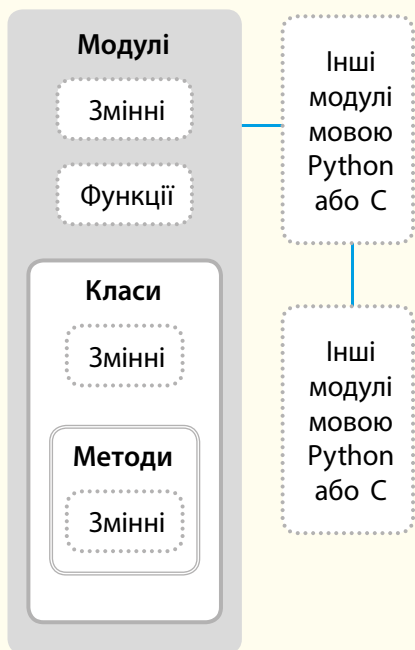 Модулі
Змінні
Функції
Класи
Змінні
Методи
Змінні
Інші
модулі
мовою
Python
або C
Інші
модулі
мовою
Python
або C